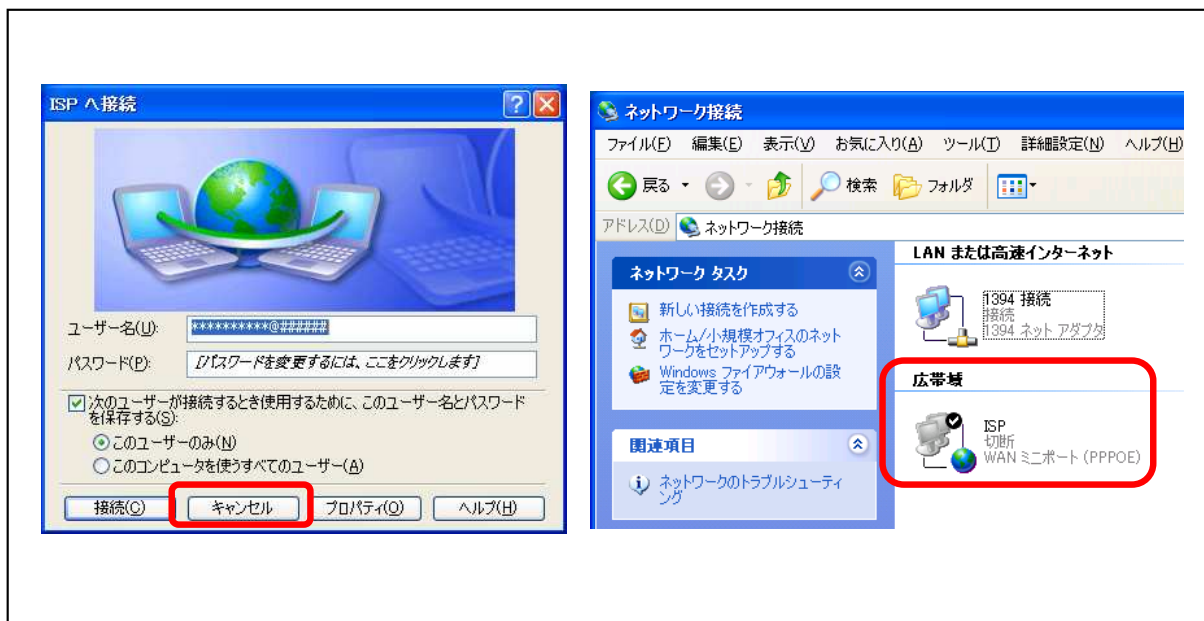 ISP へ接続
ユーザー名(U):
**********@######
パスワード(P):
[パスワードを変更するには、ここをクリックします]
次のユーザーが接続するとき使用するために、このユーザー名とパスワード
を保存する(S):
このユーザーのみ(N)
このコンピュータを使うすべてのユーザー(A)
接続(C) キャンセル プロパティ(O) ヘルプ(H)
ネットワーク接続
ファイル(F) 編集(E) 表示(V) お気に入り(A) ツール(T) 詳細設定(N) ヘルプ(H)
戻る 検索 フォルダ
アドレス(D) ネットワーク接続
ネットワーク タスク
新しい接続を作成する
ホーム/小規模オフィスのネット
ワークをセットアップする
Windows ファイアウォールの設
定を変更する
関連項目
ネットワークのトラブルシューティ
ング
LAN または高速インターネット
1394 接続
接続
1394 ネット アダプタ
広帯域
ISP
切断
WAN ミニポート (PPPOE)